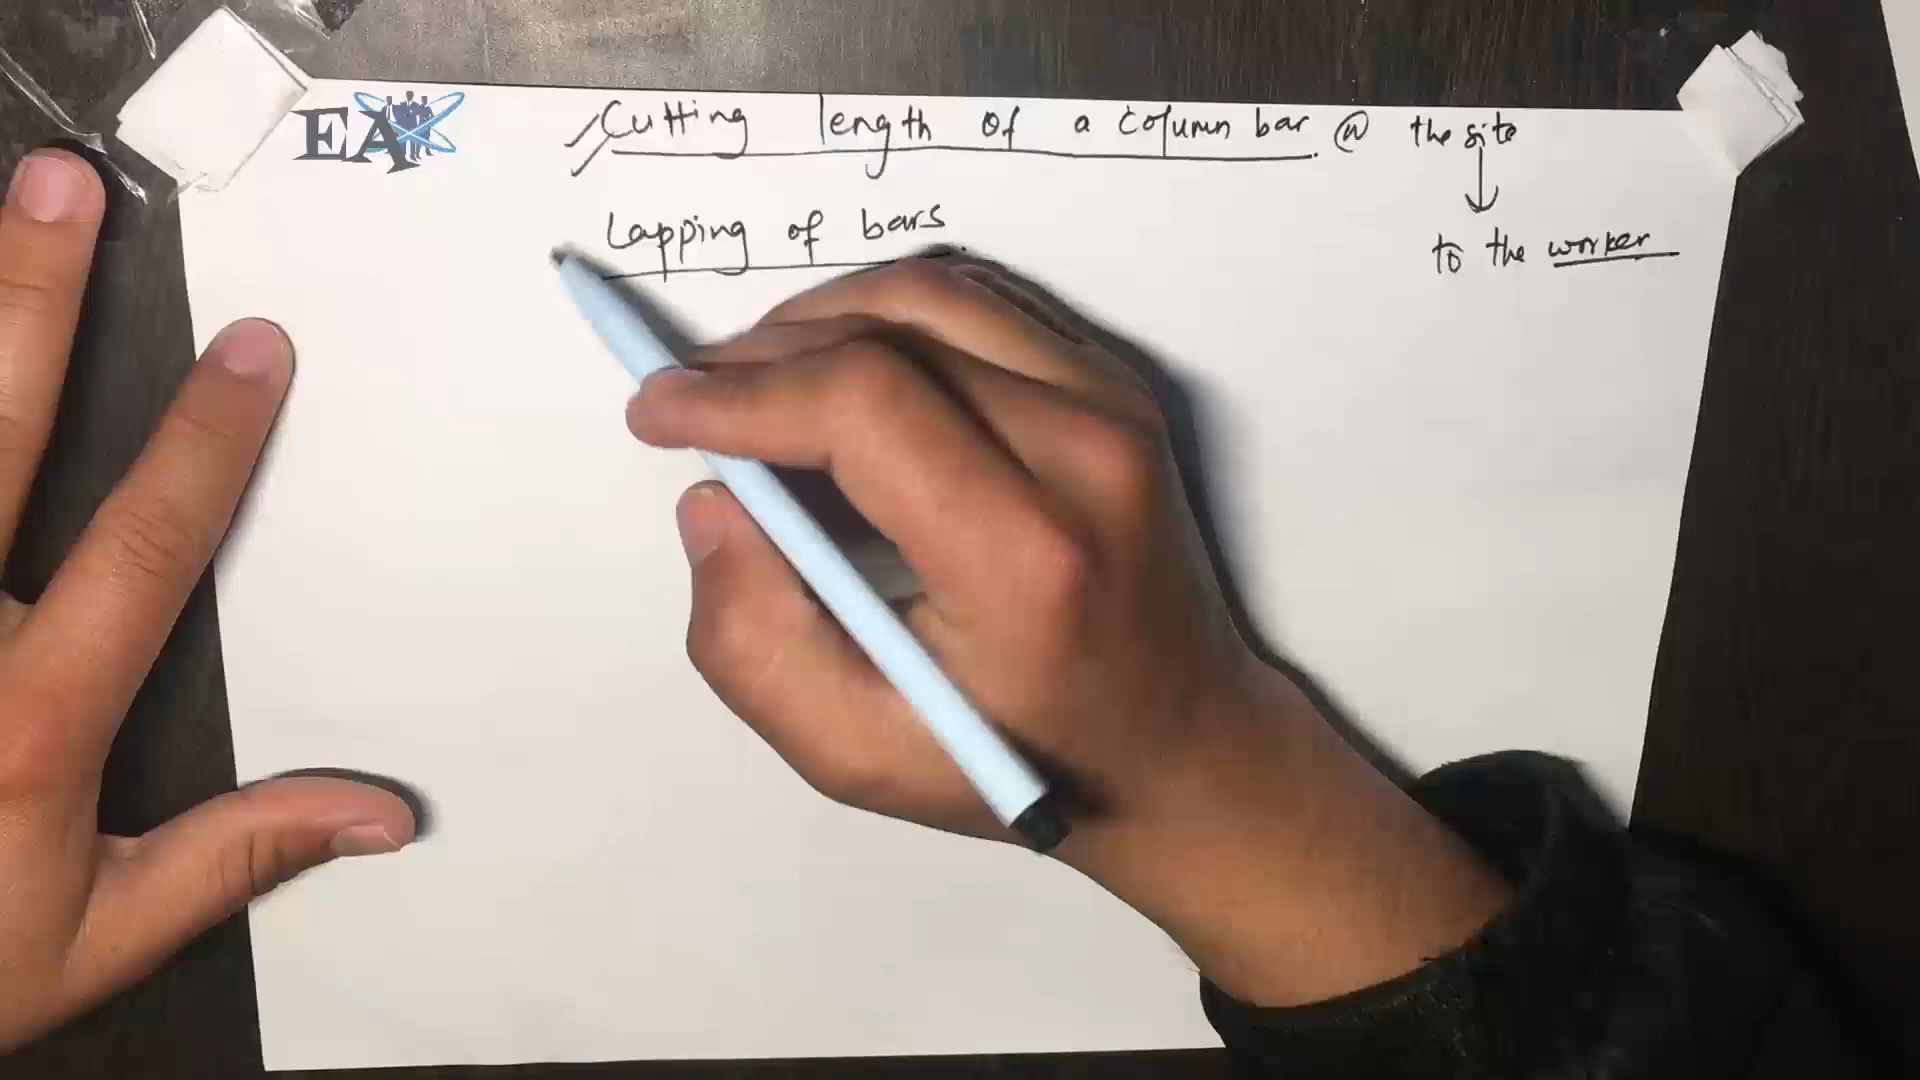 EA
Cutting length of a column bar @ the site
Lapping of bars
to the worker